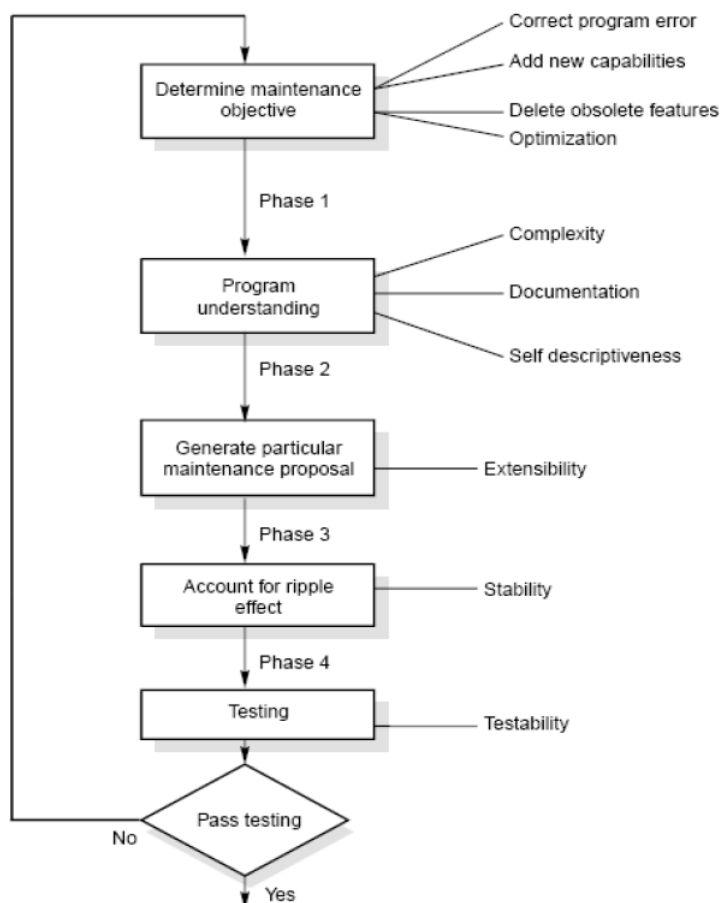 Correct program error
Add new capabilities
Determine maintenance
objective
Delete obsolete features
Optimization
Phase 1
Complexity
Program
understanding
Documentation
Self descriptiveness
Phase 2
Generate particular
maintenance proposal
Extensibility
Phase 3
Account for ripple
effect
Stability
Phase 4
Testing
Testability
Pass testing
No
Yes